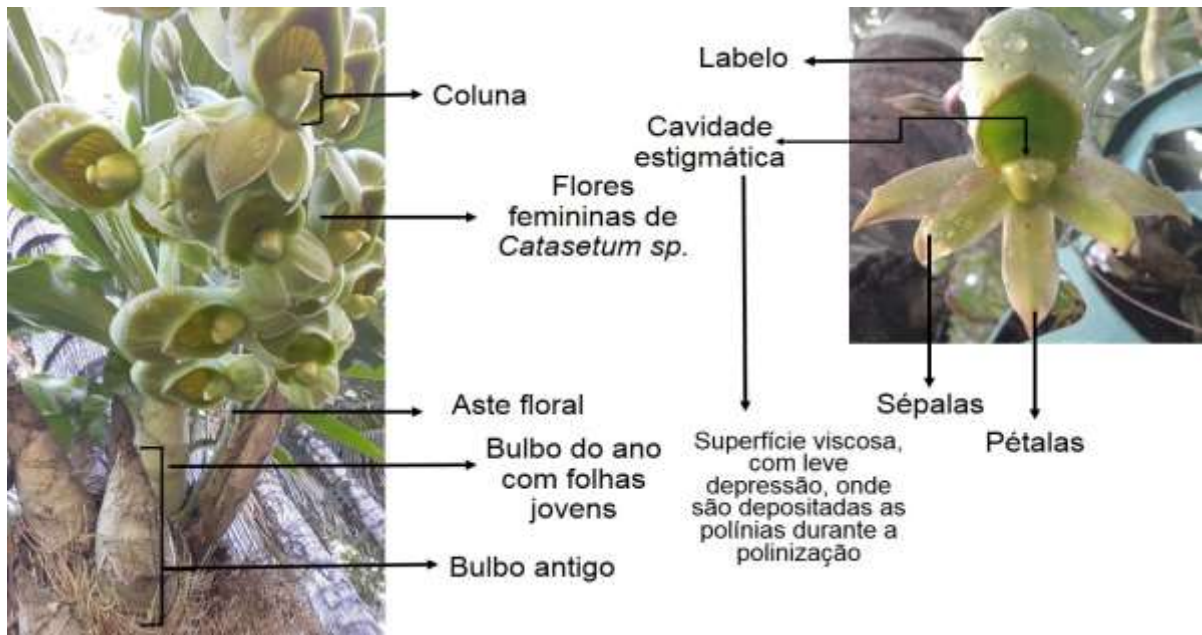 Coluna
Flores
femininas de
Catasetum sp.
Aste floral
Bulbo do ano
com folhas
jovens
Bulbo antigo
Labelo
Cavidade
estigmática
Superfície viscosa,
com leve
depressão, onde
são depositadas as
polínias durante a
polinização
Sépalas
Pétalas